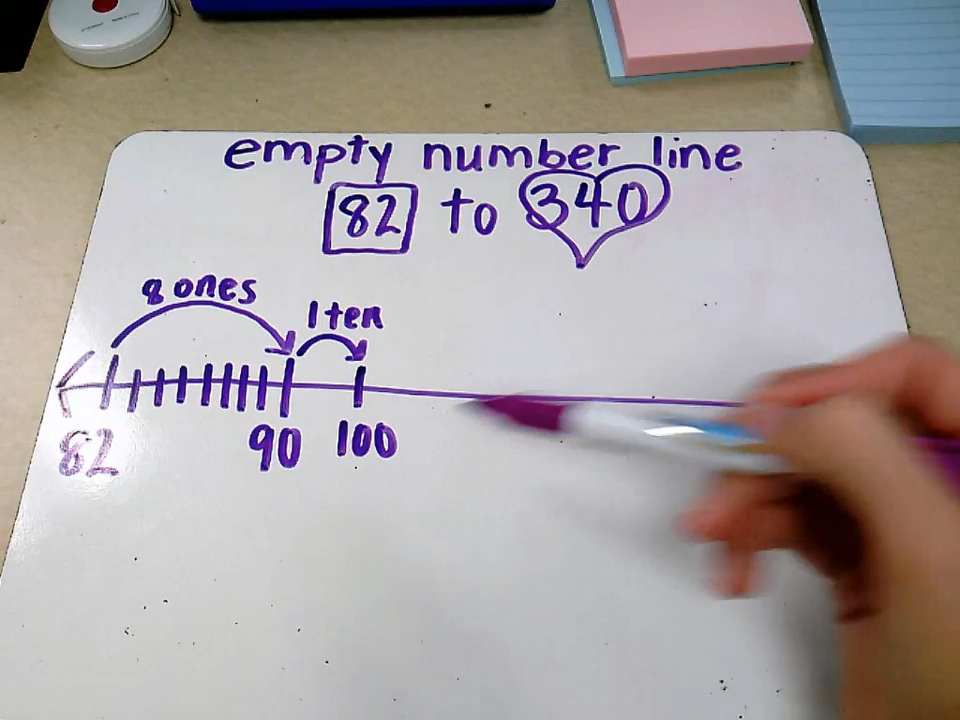 empty number line
82 to 340
8 ones
1 ten
82 90 100